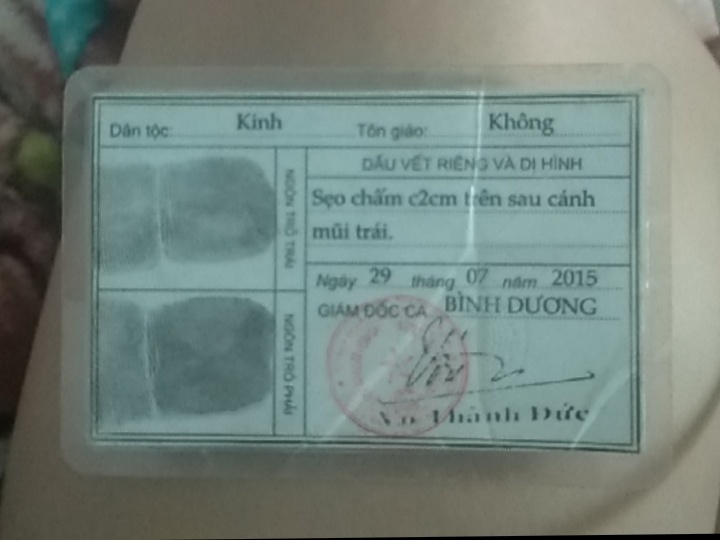 Dân tộc: Kinh Tôn giáo: Không
NGÓN TRỎ TRÁI
NGÓN TRỎ PHẢI
DẤU VẾT RIÊNG VÀ DỊ HÌNH
Sẹo chấm c2cm trên sau cánh
mũi trái.
Ngày 29 tháng 07 năm 2015
GIÁM ĐỐC CA BÌNH DƯƠNG
Thành Đức